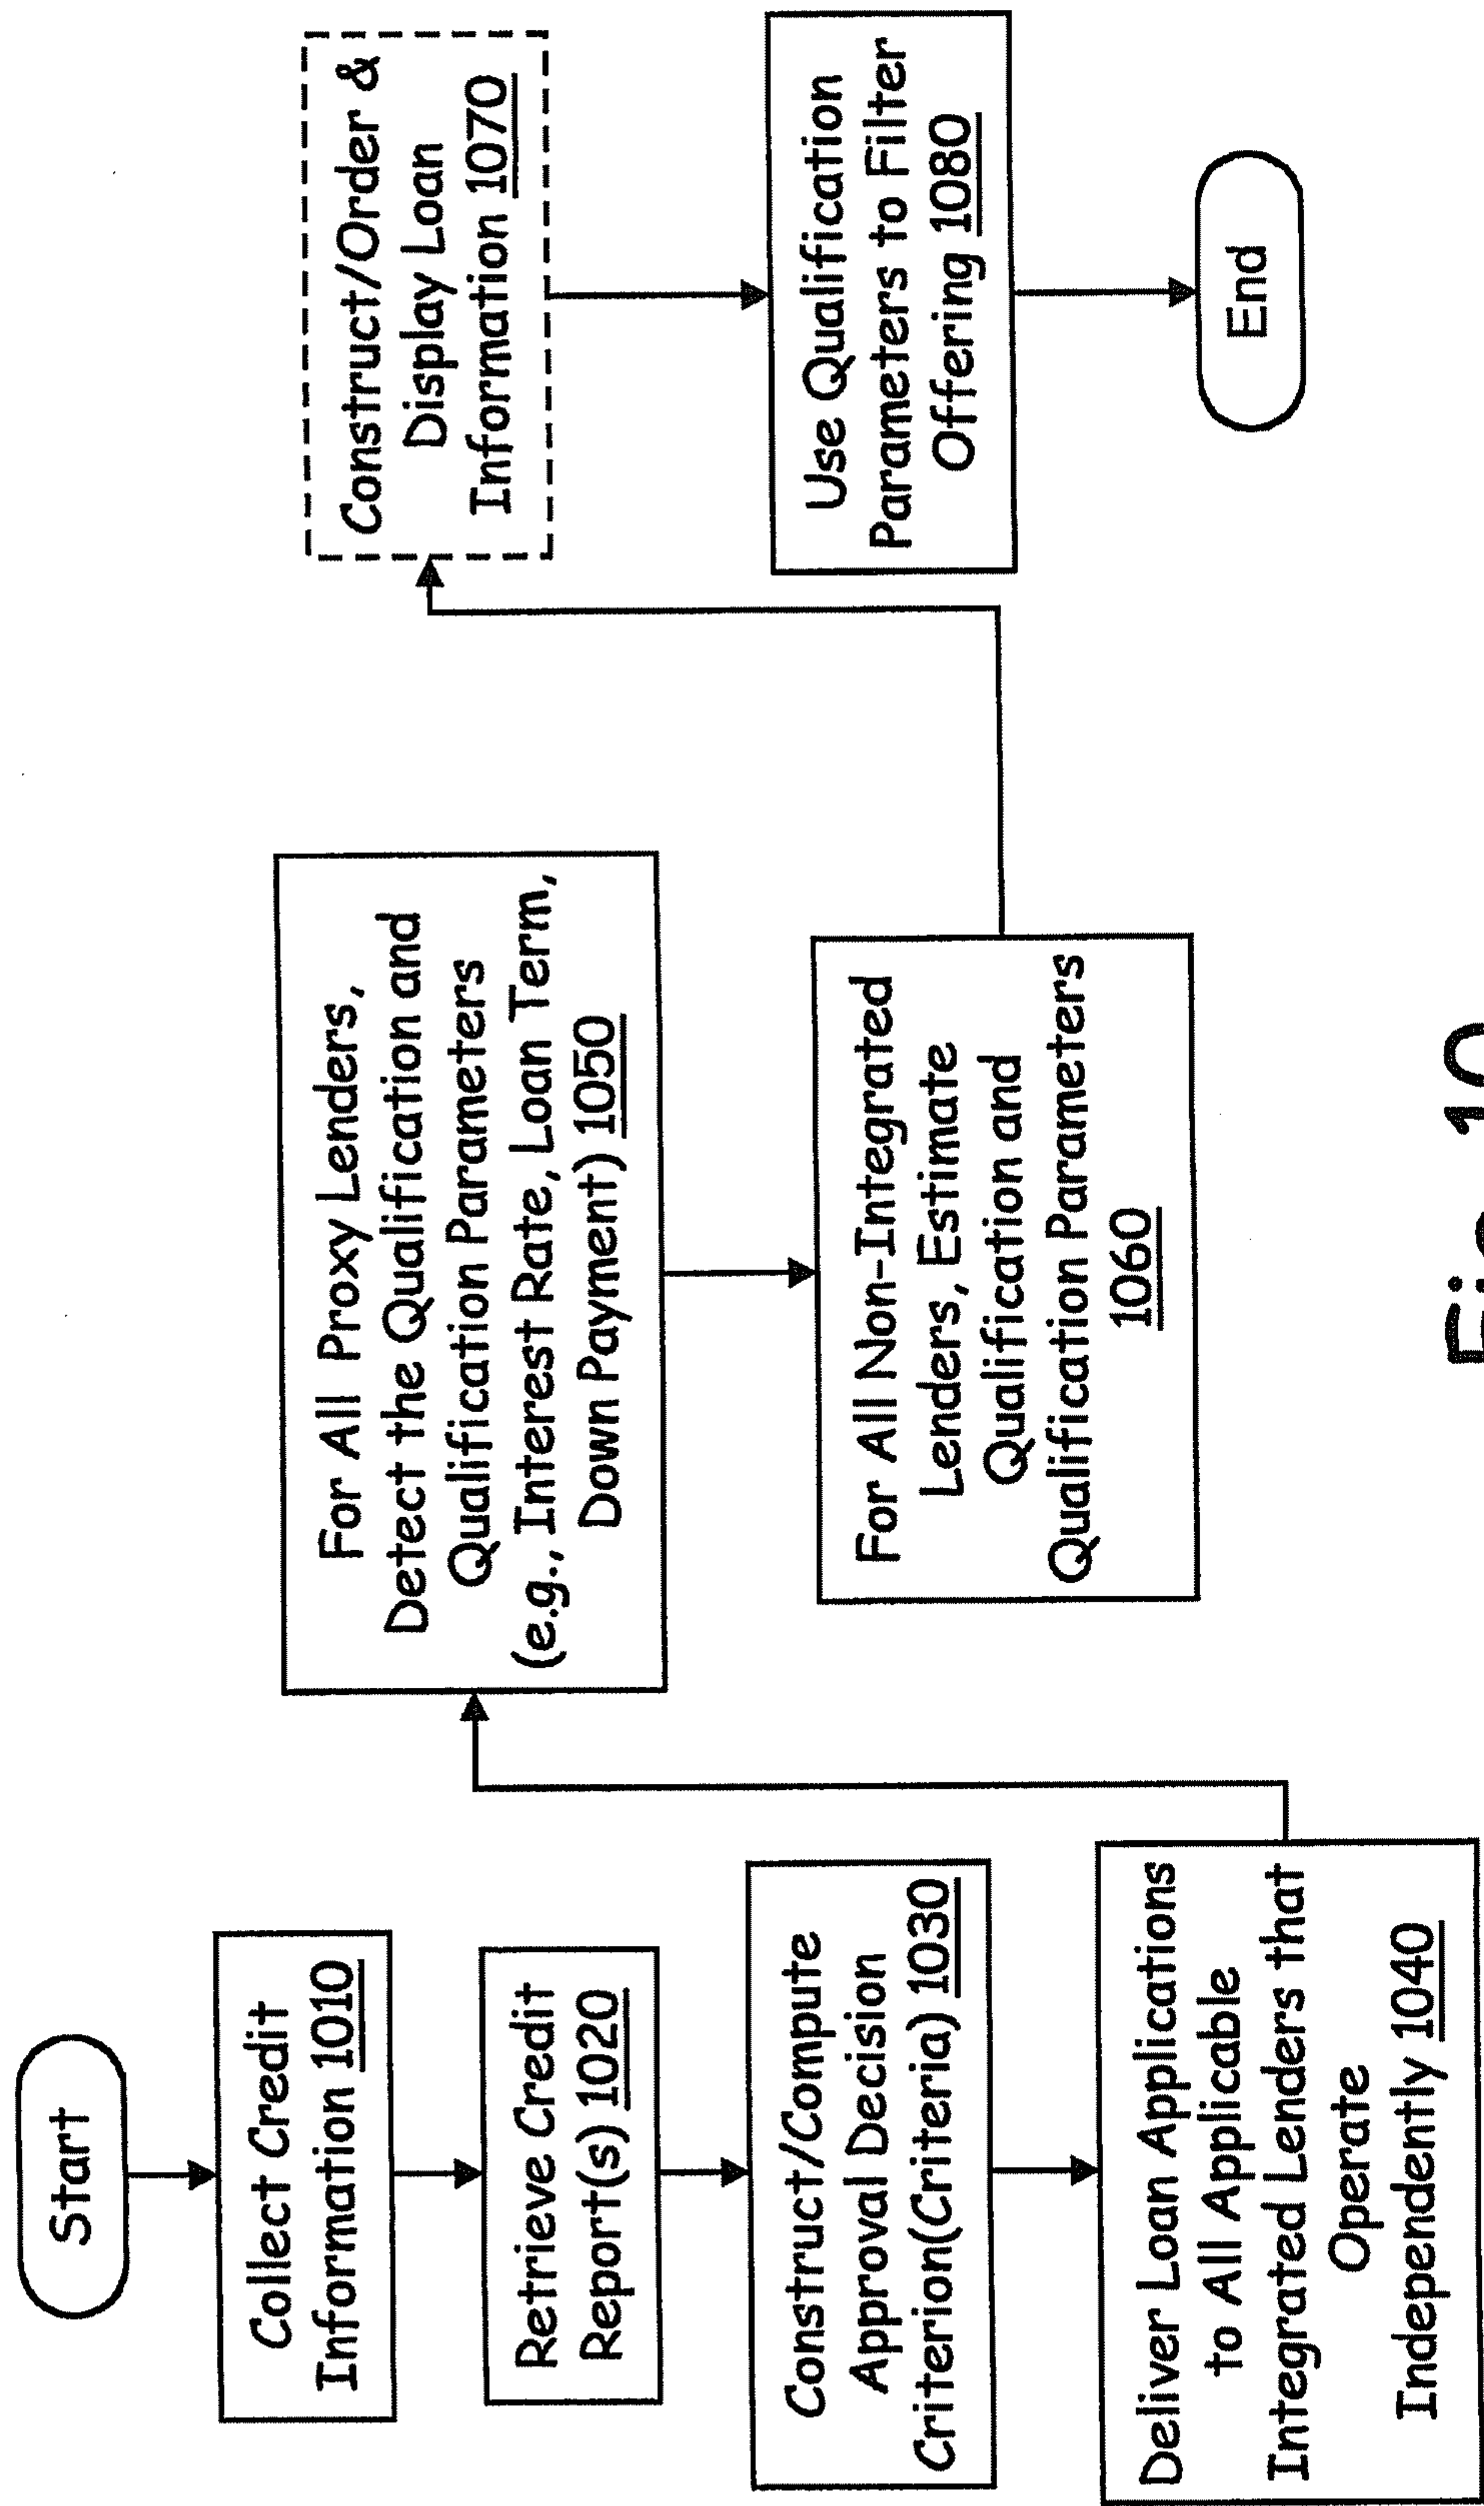 Start
Collect Credit
Information 1010
Retrieve Credit
Report(s) 1020
Construct/Compute
Approval Decision
Criterion(Criteria) 1030
Deliver Loan Applications
to All Applicable
Integrated Lenders that
Operate
Independently 1040
For All Proxy Lenders,
Detect the Qualification and
Qualification Parameters
(e.g., Interest Rate, Loan Term,
Down Payment) 1050
For All Non-Integrated
Lenders, Estimate
Qualification and
Qualification Parameters
1060
Construct/Order &
Display Loan
Information 1070
Use Qualification
Parameters to Filter
Offering 1080
End
Fig. 10